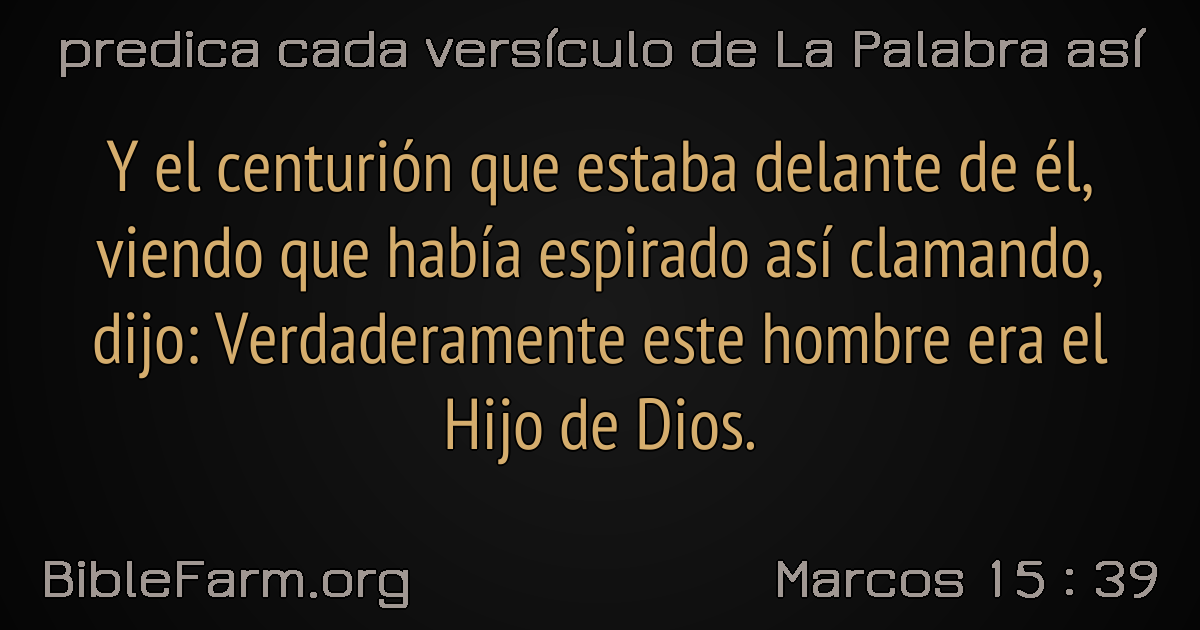 predica cada versículo de La Palabra así
Y el centurión que estaba delante de él,
viendo que había espirado así clamando,
dijo: Verdaderamente este hombre era el
Hijo de Dios.
BibleFarm.org
Marcos 15 : 39